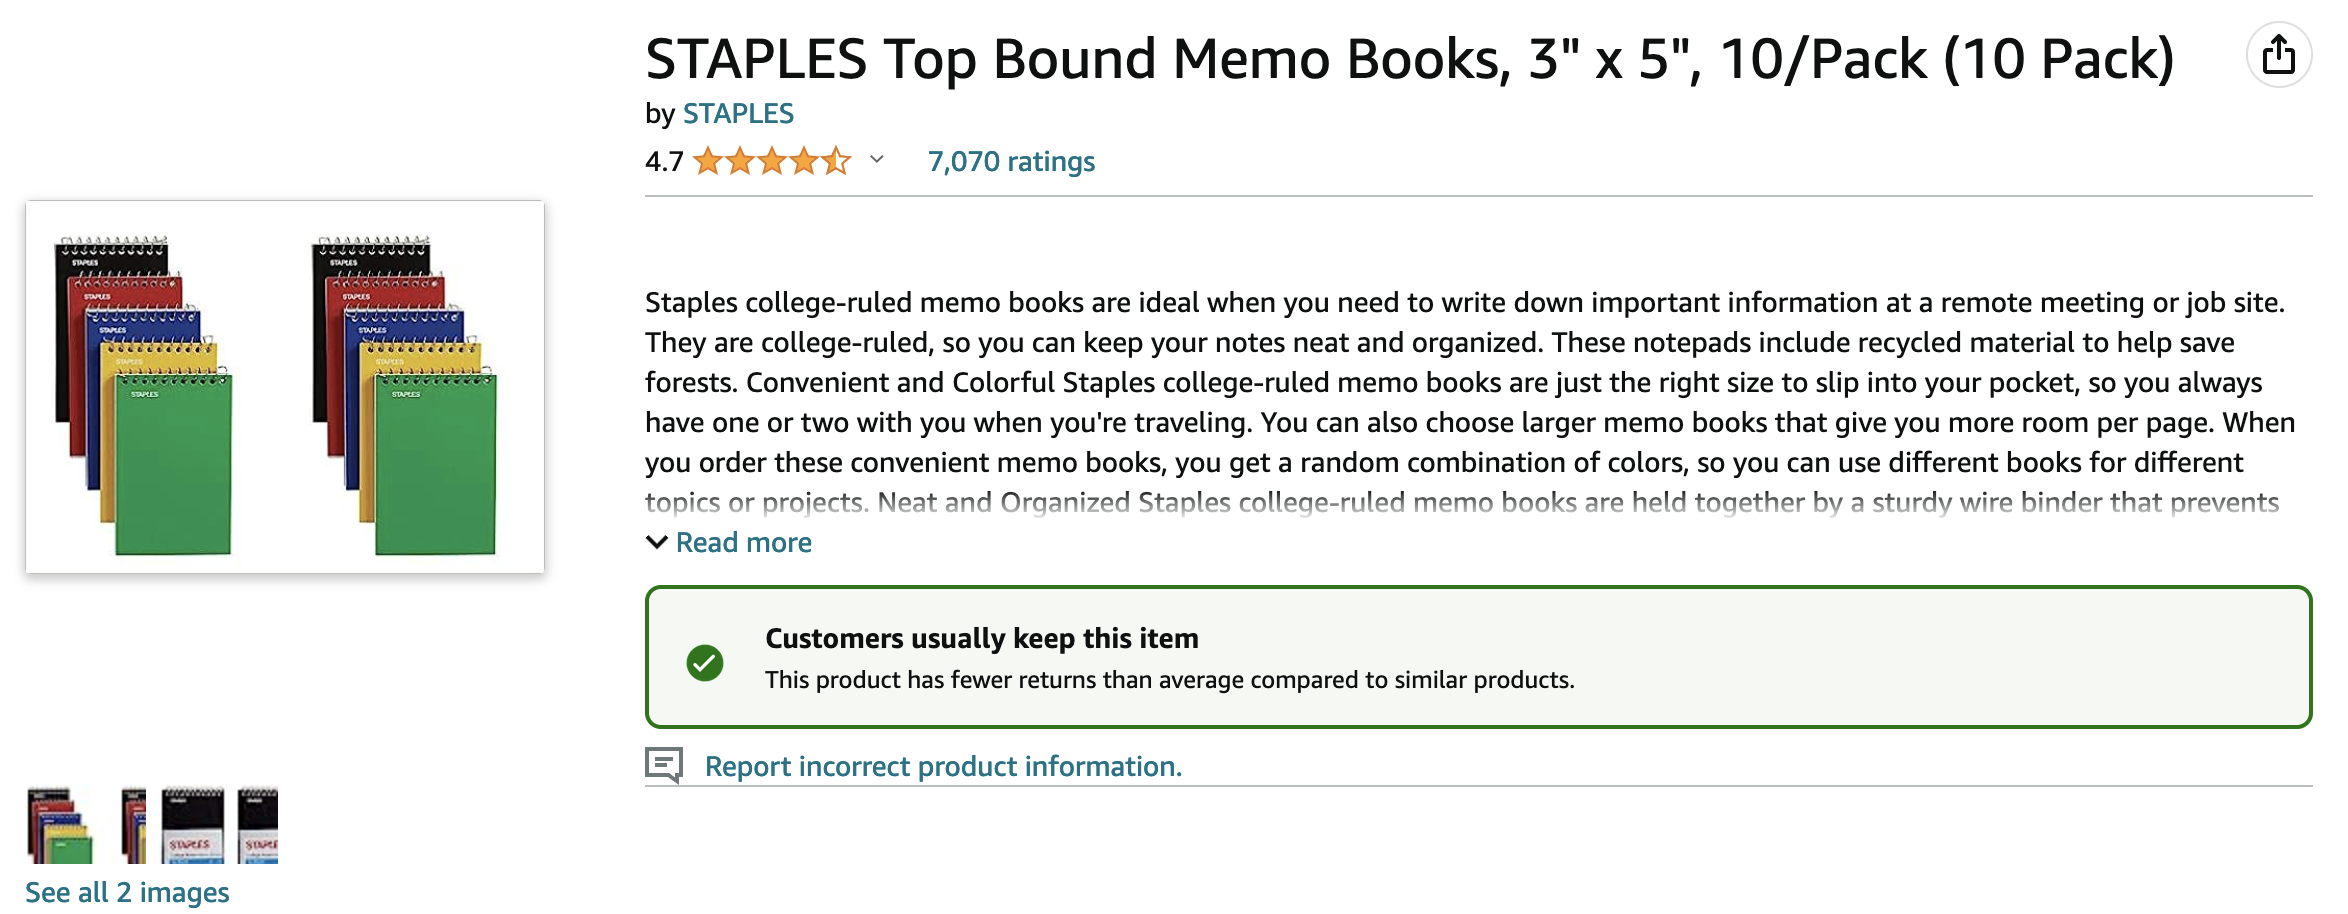 STAPLES Top Bound Memo Books, 3" x 5", 10/Pack (10 Pack)
by STAPLES
4.7
7,070 ratings
STAPLES
STAPLES
STAPLES
STAPLES
STAPLES
STAPLES
STAPLES
STAPLES
STAPLES
STAPLES
Staples college-ruled memo books are ideal when you need to write down important information at a remote meeting or job site.
They are college-ruled, so you can keep your notes neat and organized. These notepads include recycled material to help save
forests. Convenient and Colorful Staples college-ruled memo books are just the right size to slip into your pocket, so you always
have one or two with you when you're traveling. You can also choose larger memo books that give you more room per page. When
you order these convenient memo books, you get a random combination of colors, so you can use different books for different
topics or projects. Neat and Organized Staples college-ruled memo books are held together by a sturdy wire binder that prevents
Read more
Customers usually keep this item
This product has fewer returns than average compared to similar products.
Report incorrect product information.
STAPLES
See all 2 images